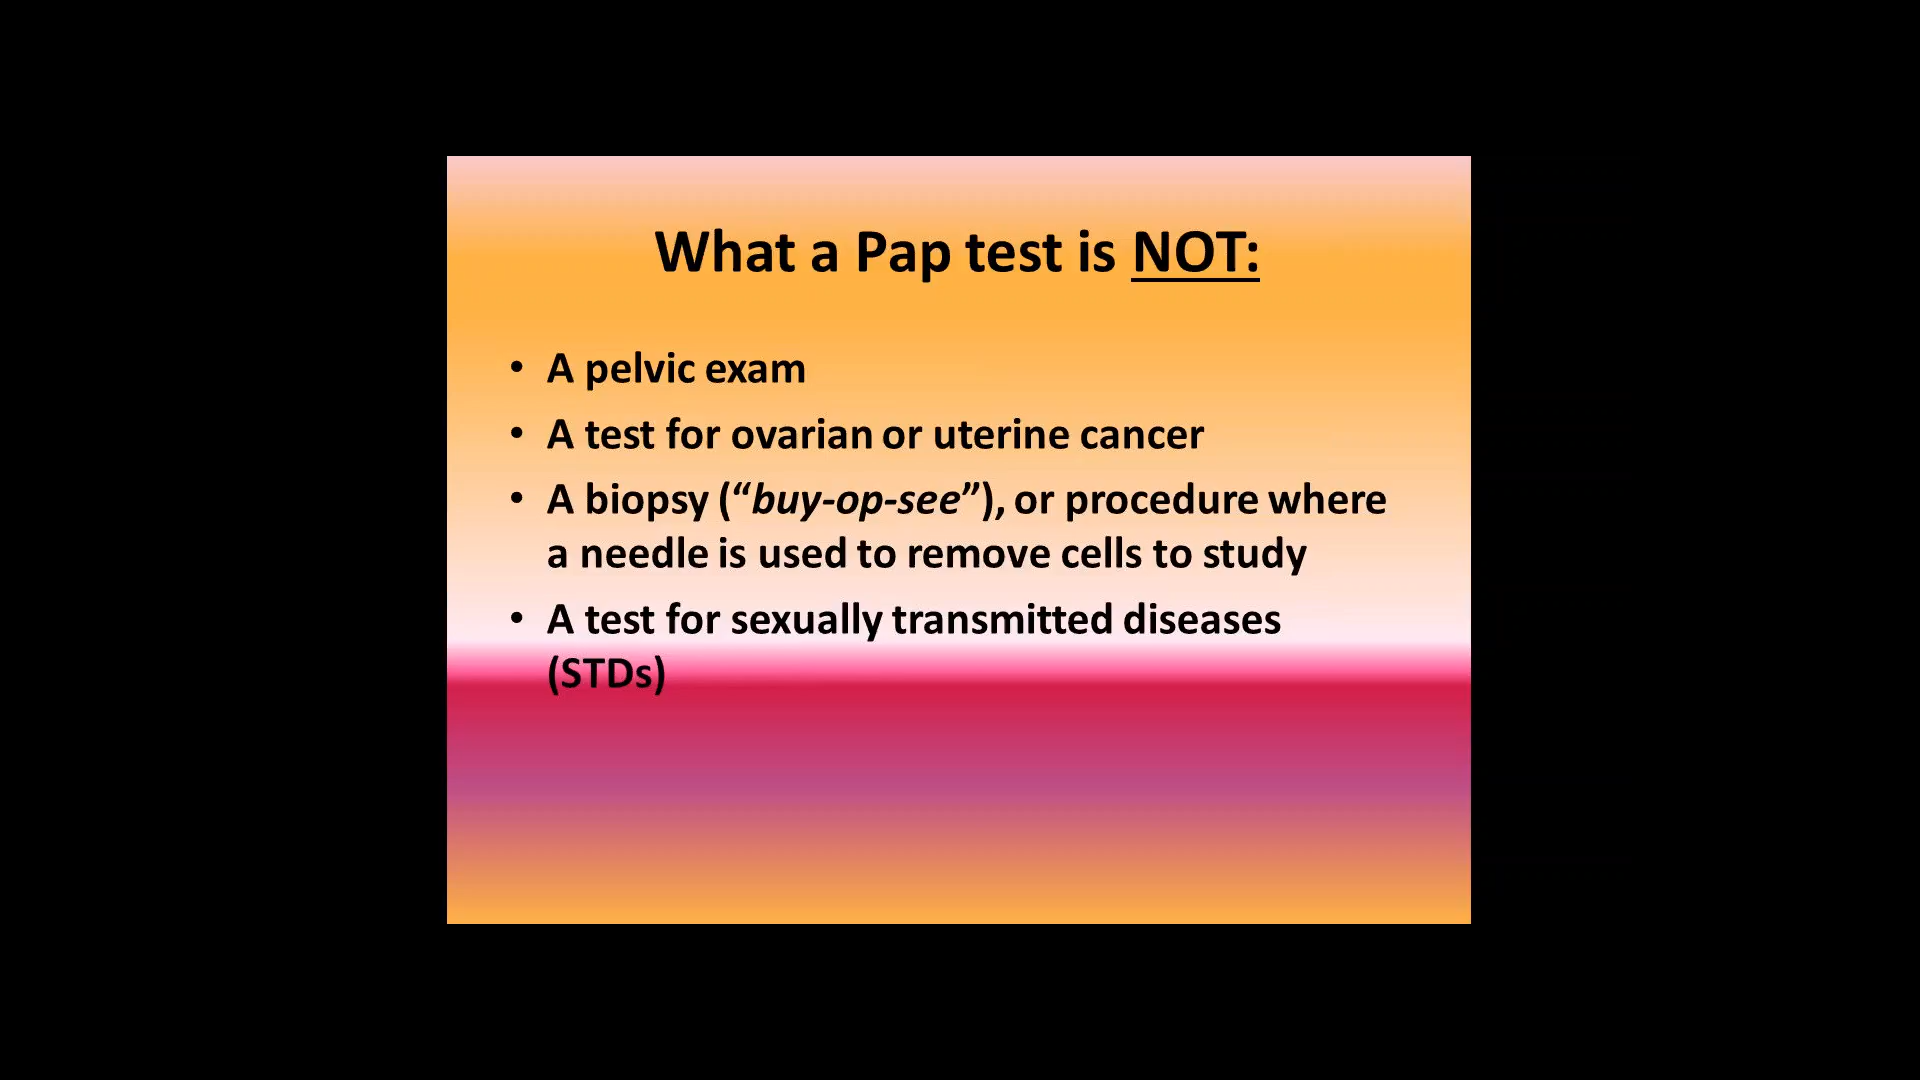 What a Pap test is NOT:
• A pelvic exam
• A test for ovarian or uterine cancer
• A biopsy (“buy-op-see”), or procedure where
a needle is used to remove cells to study
• A test for sexually transmitted diseases
(STDs)